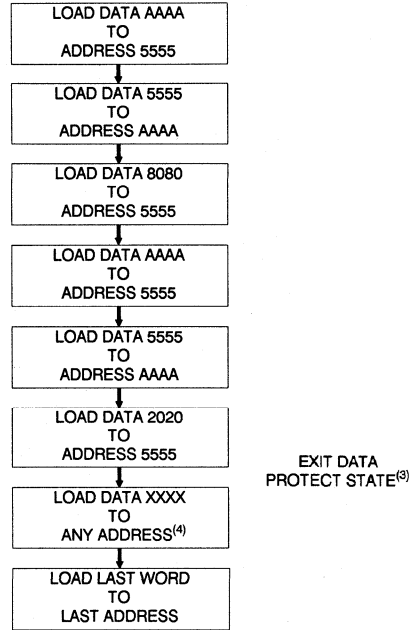 LOAD DATA AAAA
TO
ADDRESS 5555
LOAD DATA 5555
TO
ADDRESS AAAA
LOAD DATA 8080
TO
ADDRESS 5555
LOAD DATA AAAA
TO
ADDRESS 5555
LOAD DATA 5555
TO
ADDRESS AAAA
LOAD DATA 2020
TO
ADDRESS 5555
EXIT DATA
PROTECT STATE(3)
LOAD DATA XXXX
TO
ANY ADDRESS(4)
LOAD LAST WORD
TO
LAST ADDRESS